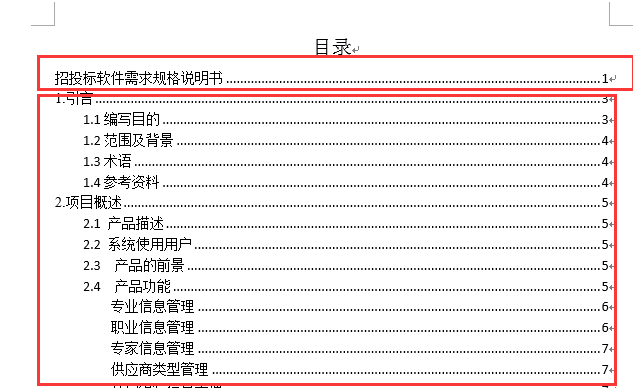 目录
招投标软件需求规格说明书 1
1.引言 3
1.1 编写目的 3
1.2 范围及背景 4
1.3 术语 4
1.4 参考资料 4
2.项目概述 5
2.1 产品描述 5
2.2 系统使用用户 5
2.3 产品的前景 5
2.4 产品功能 5
专业信息管理 6
职业信息管理 6
专家信息管理 7
供应商类型管理 7